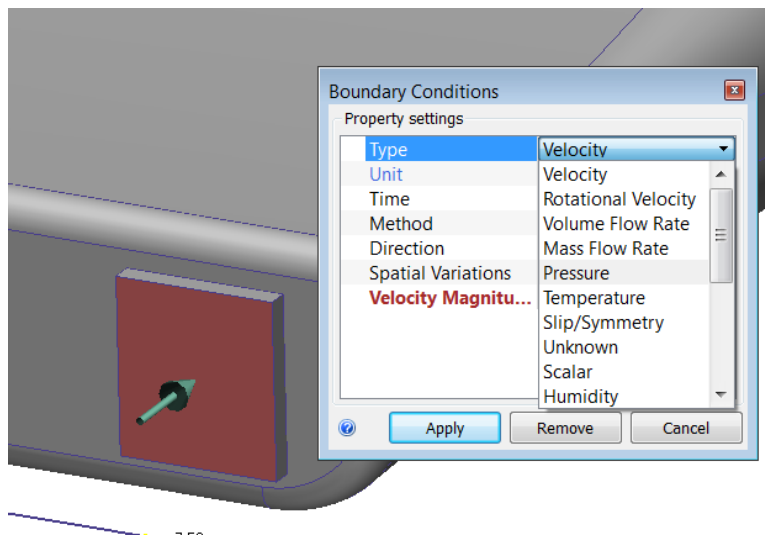 Boundary Conditions
Property settings
Type Velocity
Unit Velocity
Time Rotational Velocity
Method Volume Flow Rate
Direction Mass Flow Rate
Spatial Variations Pressure
Velocity Magnitu... Temperature
Slip/Symmetry
Unknown
Scalar
Humidity
Apply Remove Cancel